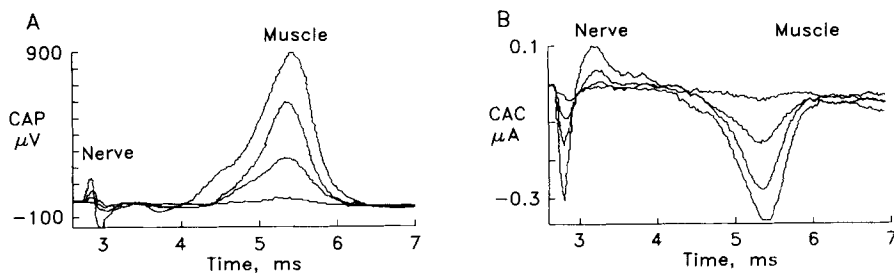 A
Muscle
900
CAP
μV
Nerve
-100
3
4
5
6
7
Time, ms
B
Nerve
Muscle
0.1
CAC
μA
-0.3
3
4
5
6
7
Time, ms